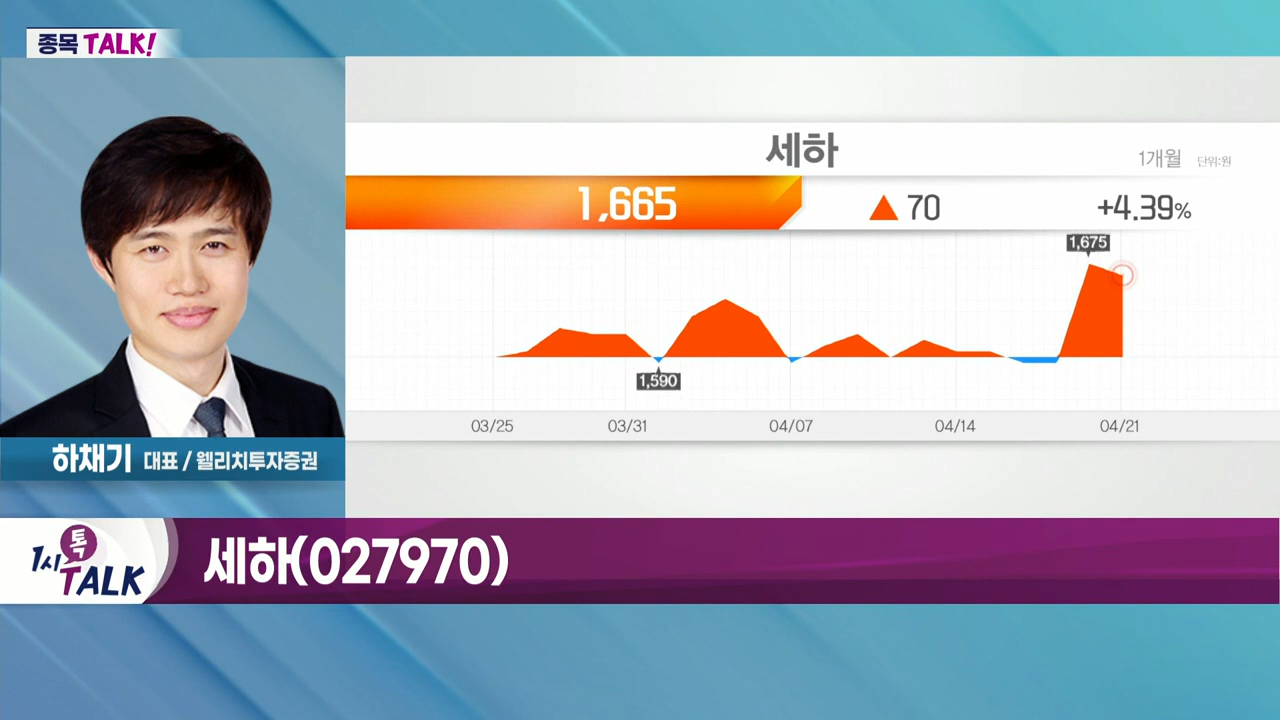 종목 TALK!
세하
1개월 단위:원
1,665 ▲ 70 +4.39%
1,675
1,590
03/25 03/31 04/07 04/14 04/21
하채기 대표 / 웰리치투자증권
1시 톡 TALK
세하(027970)